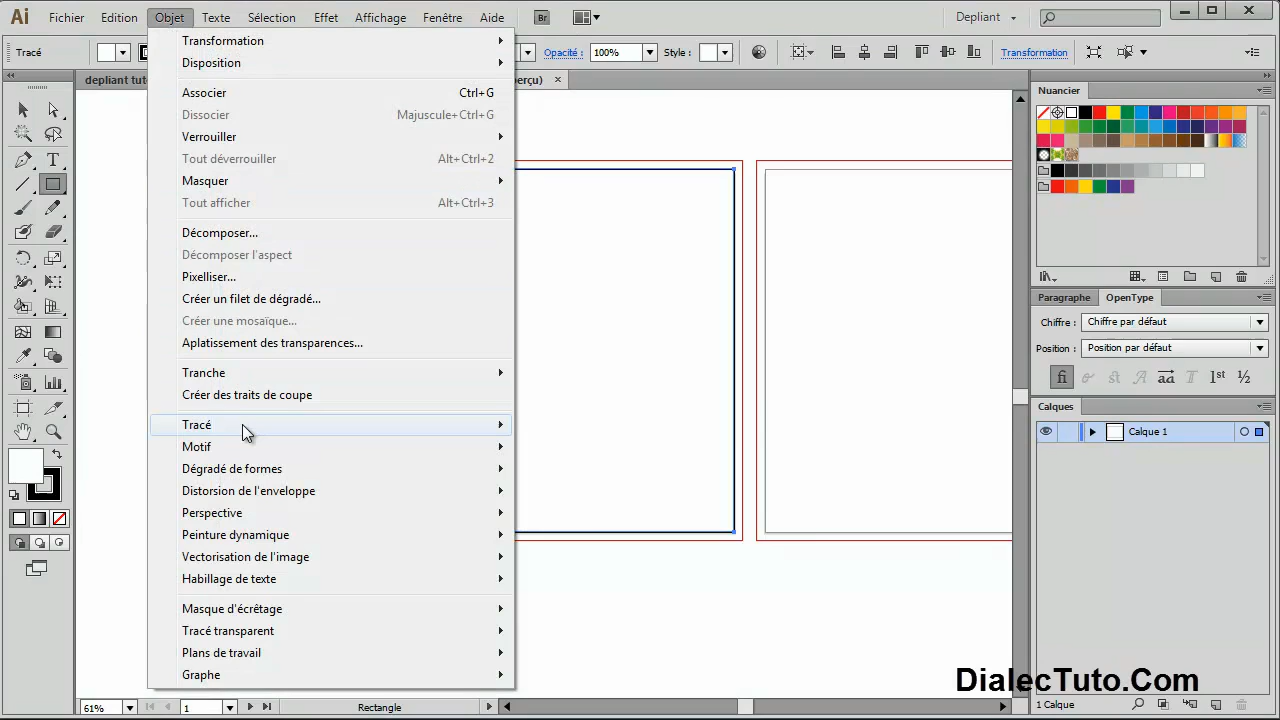 Ai Fichier Edition Objet Texte Sélection Effet Affichage Fenêtre Aide Br Depliant
Tracé Opacité : 100% Style : Transformation
depliant tut erçu) ×
Transformation
Disposition
Associer Ctrl+G
Dissocier Majuscule+Ctrl+G
Verrouiller
Tout déverrouiller Alt+Ctrl+2
Masquer
Tout afficher Alt+Ctrl+3
Décomposer...
Décomposer l'aspect
Pixelliser...
Créer un filet de dégradé...
Créer une mosaïque...
Aplatissement des transparences...
Tranche
Créer des traits de coupe
Tracé
Motif
Dégradé de formes
Distorsion de l'enveloppe
Perspective
Peinture dynamique
Vectorisation de l'image
Habillage de texte
Masque d'écrêtage
Tracé transparent
Plans de travail
Graphe
Nuancier
Paragraphe OpenType
Chiffre : Chiffre par défaut
Position : Position par défaut
fi st A aa T 1st ½
Calques
Calque 1
DialecTuto.Com
61% 1 Rectangle 1 Calque